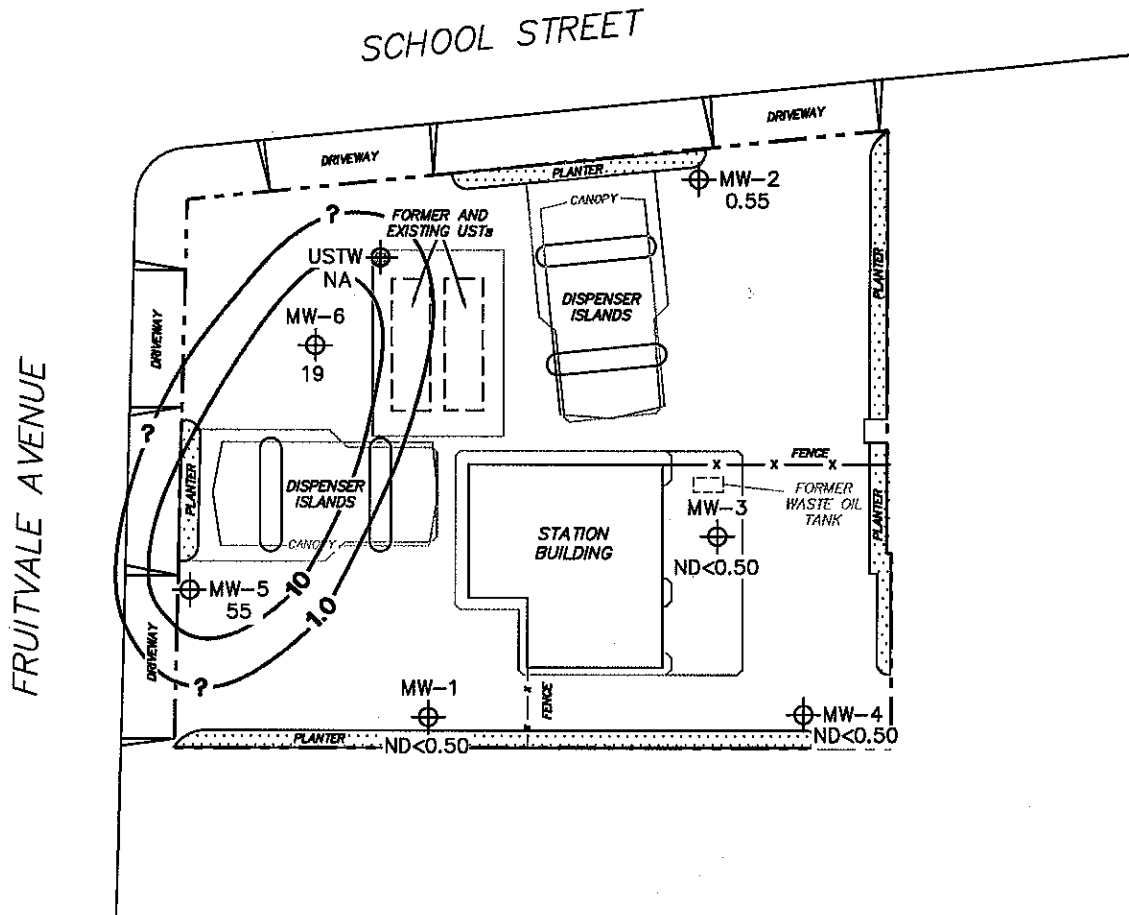 SCHOOL STREET
DRIVEWAY
DRIVEWAY
PLANTER
MW-2
0.55
?
FORMER AND
EXISTING USTs
CANOPY
USTW
NA
PLANTER
DISPENSER
ISLANDS
DRIVEWAY
MW-6
19
FRUITVALE AVENUE
?
FENCE
x x x
PLANTER
DISPENSER
ISLANDS
FORMER
WASTE OIL
TANK
PLANTER
MW-3
ND<0.50
STATION
BUILDING
CANOPY
MW-5
55
10
1.0
DRIVEWAY
?
MW-1
ND<0.50
x
FENCE
x
MW-4
ND<0.50
PLANTER